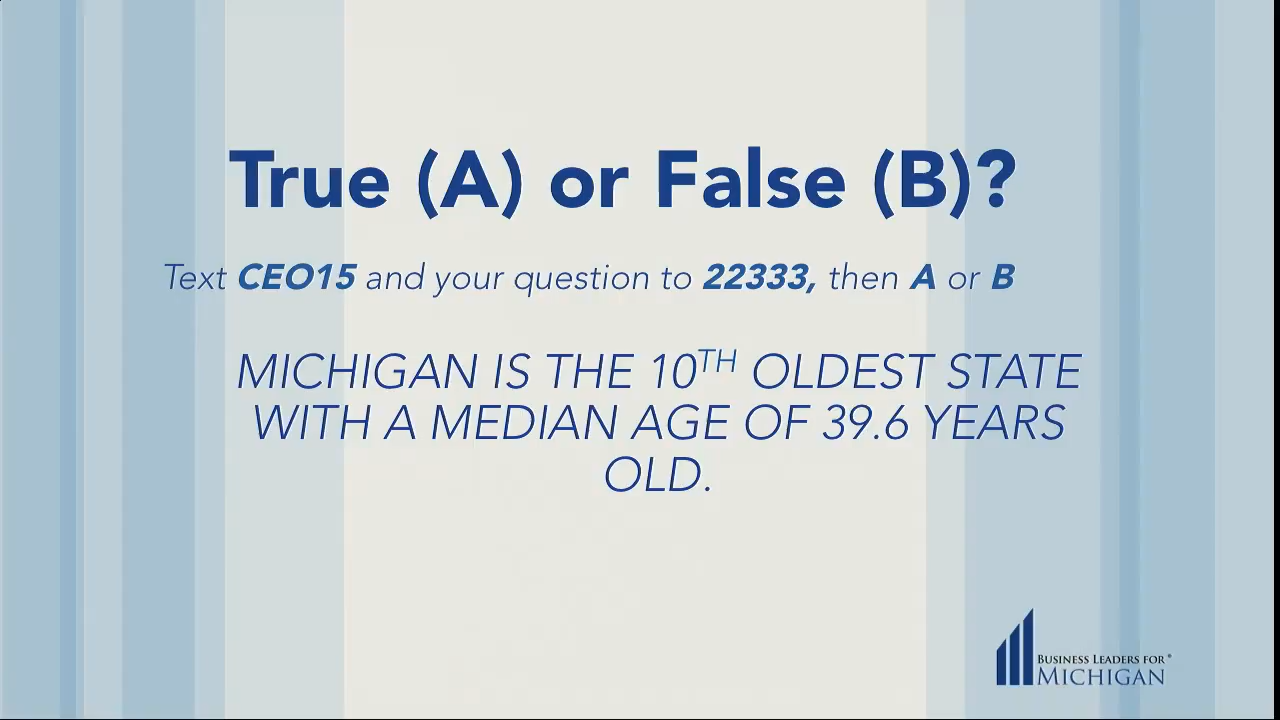 True (A) or False (B)?
Text CEO15 and your question to 22333, then A or B
MICHIGAN IS THE 10TH OLDEST STATE
WITH A MEDIAN AGE OF 39.6 YEARS
OLD.
BUSINESS LEADERS FOR®
MICHIGAN